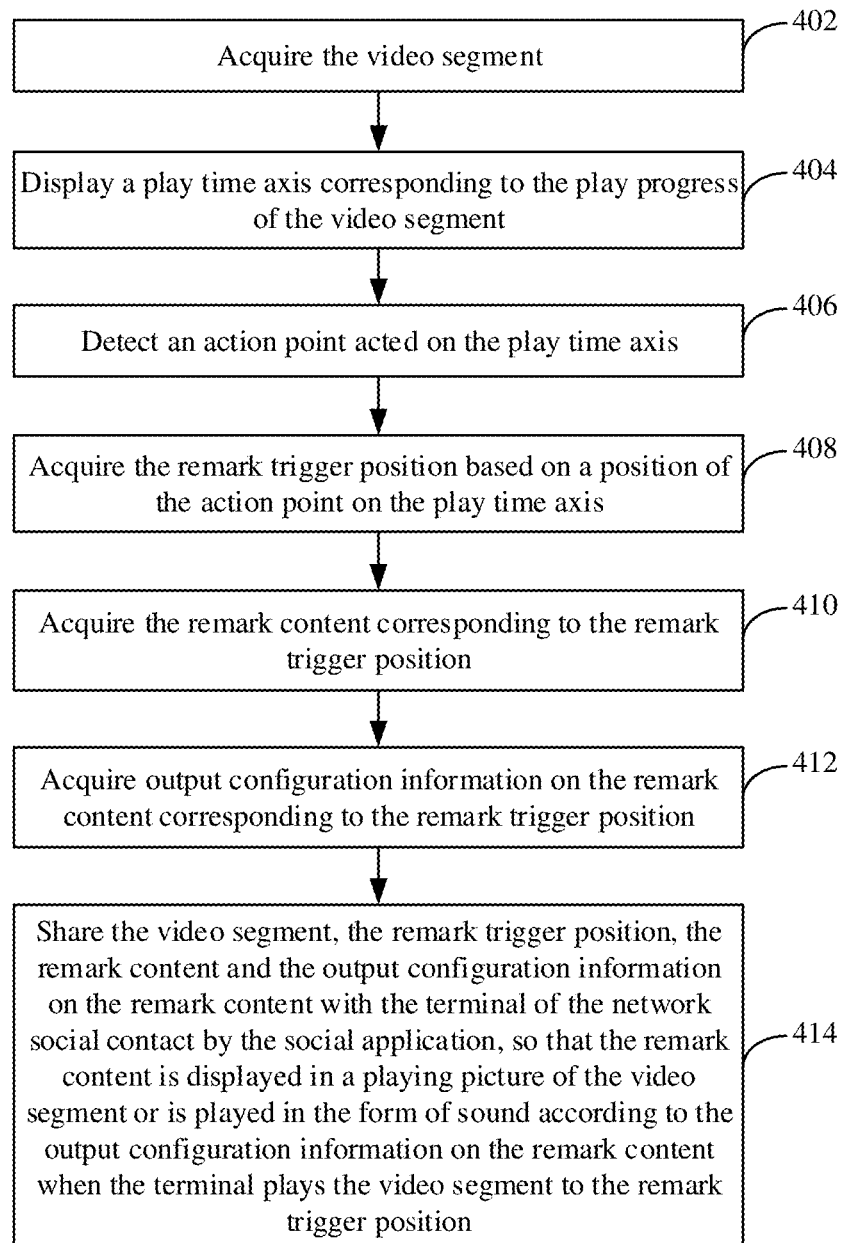 402
Acquire the video segment
404
Display a play time axis corresponding to the play progress
of the video segment
406
Detect an action point acted on the play time axis
408
Acquire the remark trigger position based on a position of
the action point on the play time axis
410
Acquire the remark content corresponding to the remark
trigger position
412
Acquire output configuration information on the remark
content corresponding to the remark trigger position
Share the video segment, the remark trigger position, the
remark content and the output configuration information
on the remark content with the terminal of the network
social contact by the social application, so that the remark
414
content is displayed in a playing picture of the video
segment or is played in the form of sound according to the
output configuration information on the remark content
when the terminal plays the video segment to the remark
trigger position